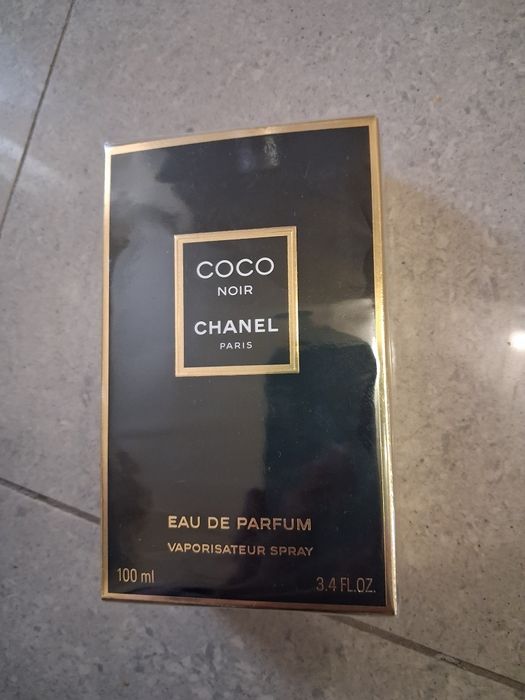 COCO
NOIR
CHANEL
PARIS
EAU DE PARFUM
VAPORISATEUR SPRAY
100 ml
3.4 FL.OZ.